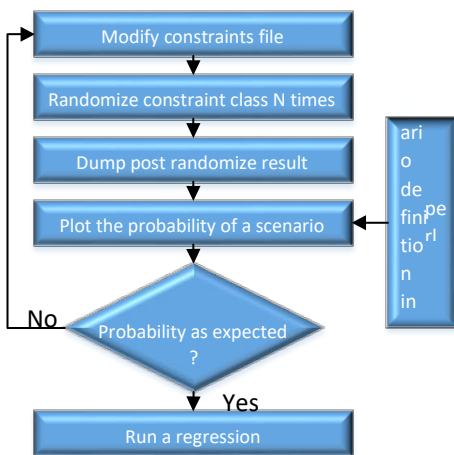 Modify constraints file
Randomize constraint class N times
Dump post randomize result
Plot the probability of a scenario
ari
o
de
fini
tio
n
in
pe
rl
No
Probability as expected
?
Yes
Run a regression